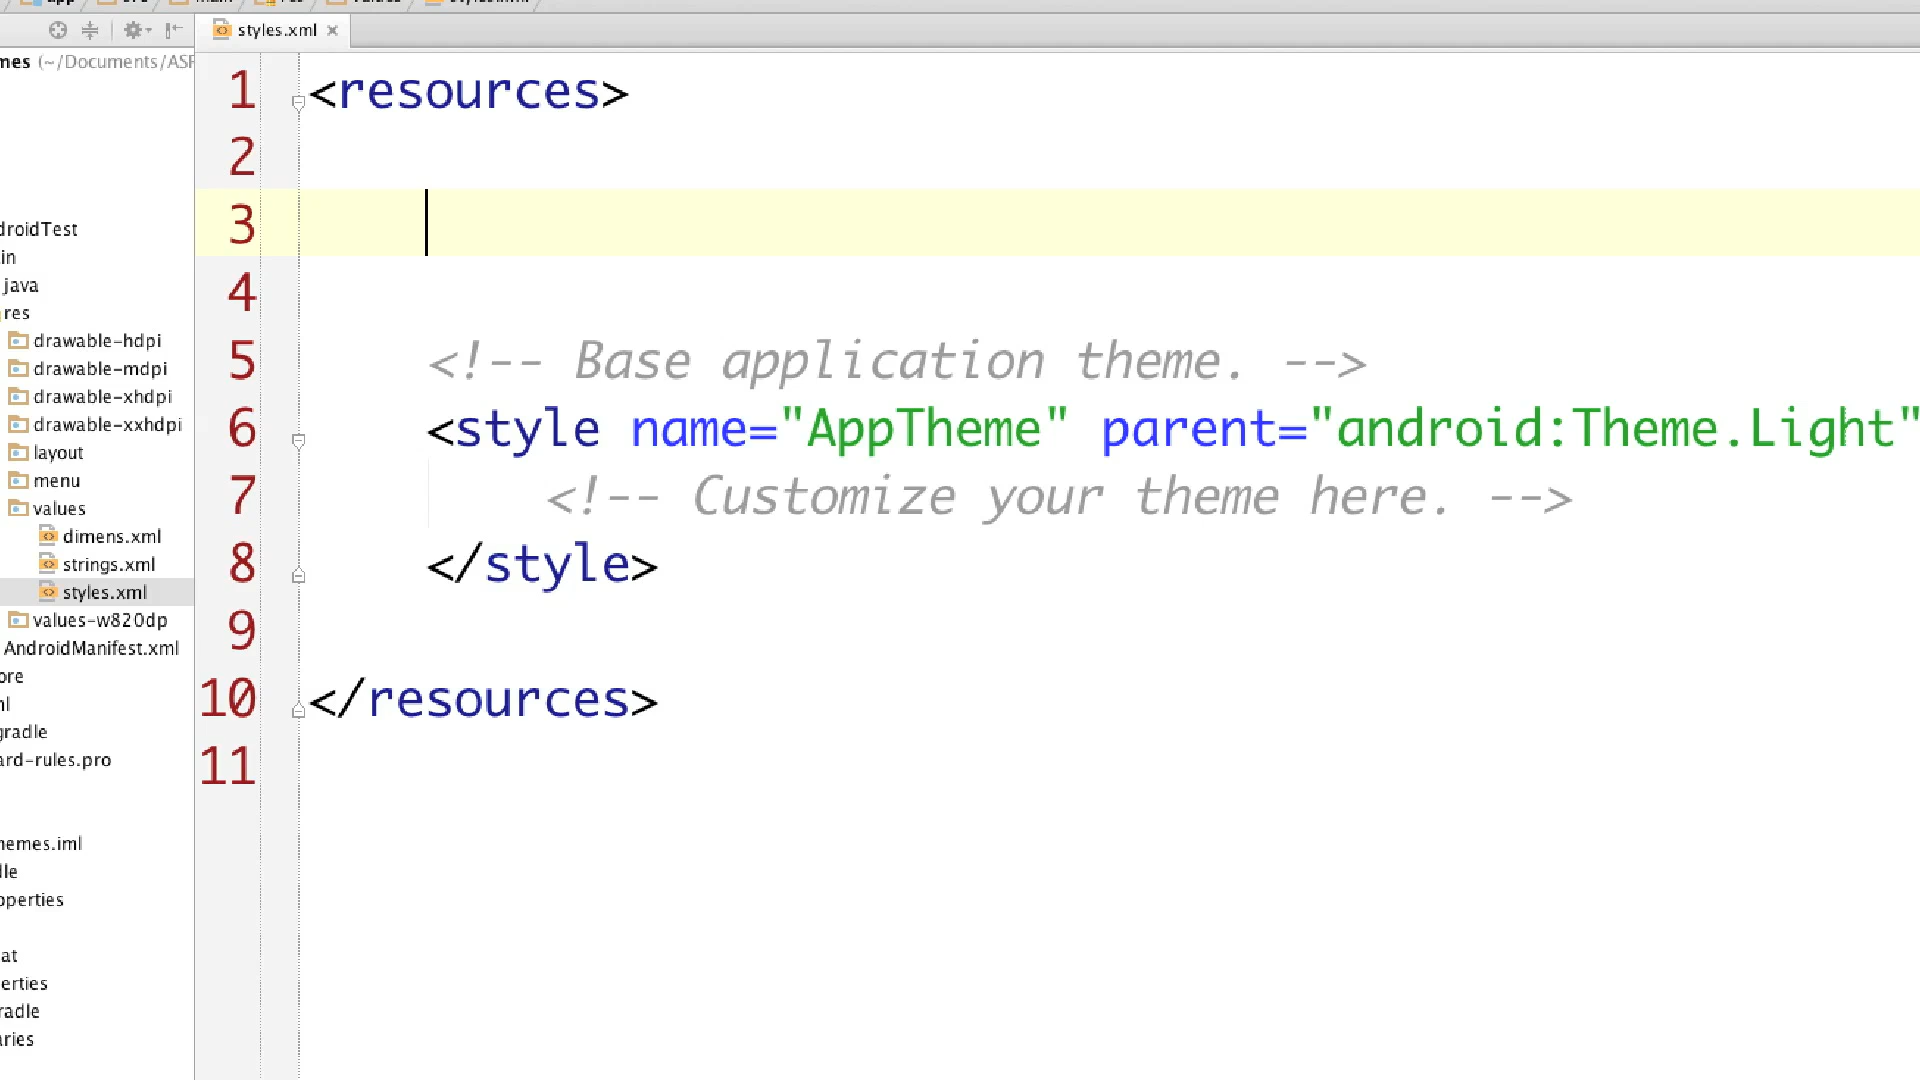 styles.xml
mes (~/Documents/ASF
droidTest
in
java
res
drawable-hdpi
drawable-mdpi
drawable-xhdpi
drawable-xxhdpi
layout
menu
values
dimens.xml
strings.xml
styles.xml
values-w820dp
AndroidManifest.xml
ore
ml
gradle
ard-rules.pro
hemes.iml
dle
operties
at
erties
radle
aries
1 <resources>
2
3
4
5 <!-- Base application theme. -->
6 <style name="AppTheme" parent="android:Theme.Light"
7 <!-- Customize your theme here. -->
8 </style>
9
10 </resources>
11